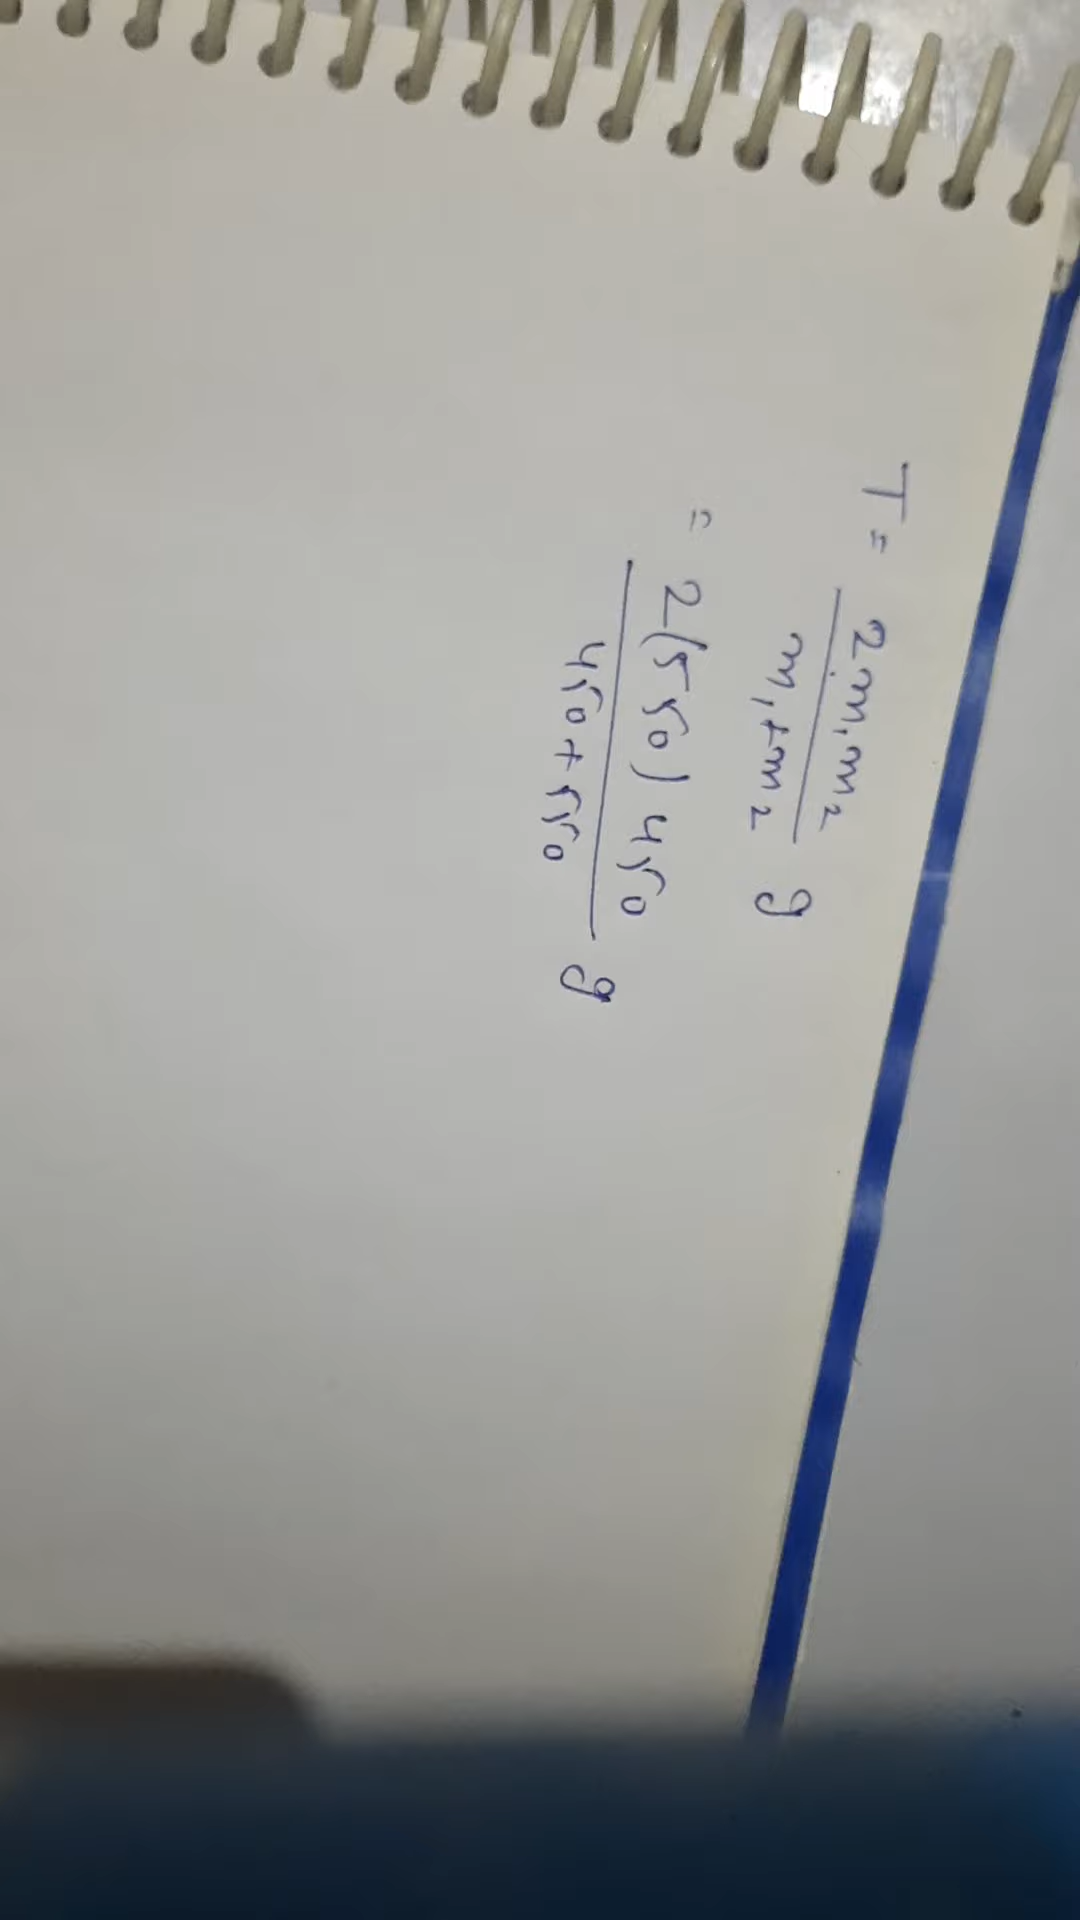 T = 2m₁m₂ / m₁+m₂ g
= 2(550)450 / 450+550 g